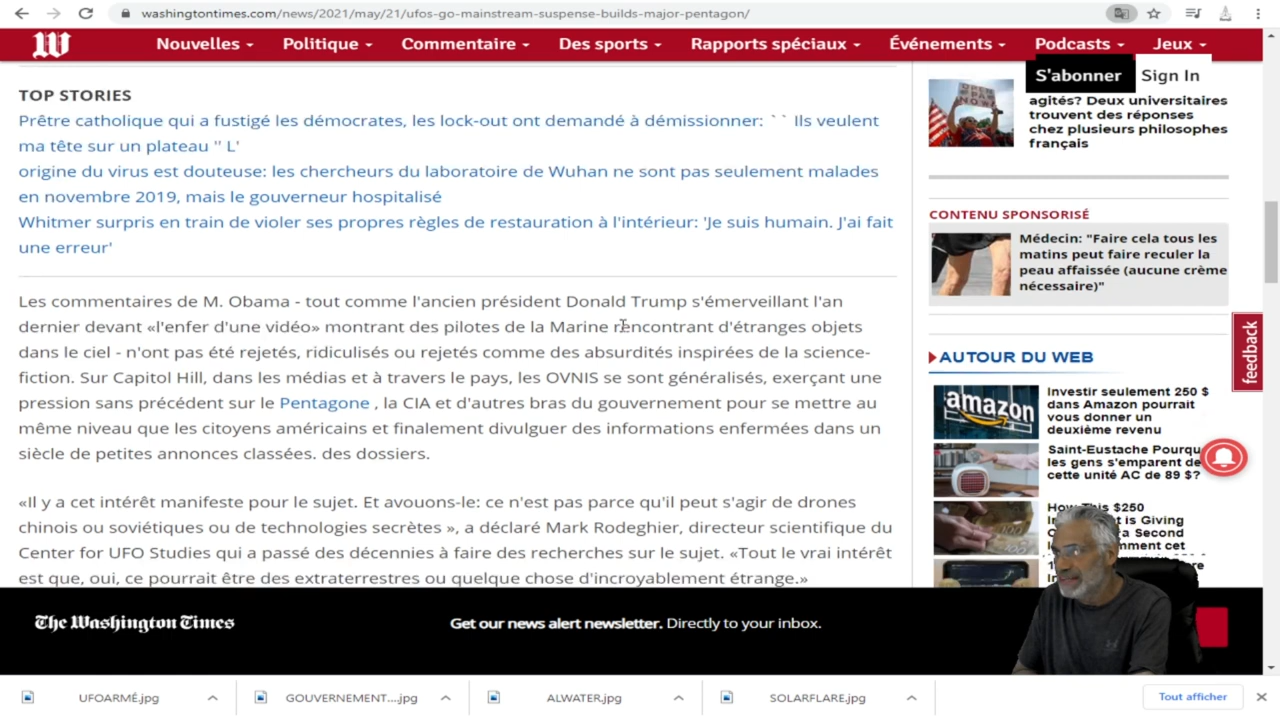 washingtontimes.com/news/2021/may/21/ufos-go-mainstream-suspense-builds-major-pentagon/
W
Nouvelles
Politique
Commentaire
Des sports
Rapports spéciaux
Événements
Podcasts
Jeux
S'abonner
Sign In
TOP STORIES
Prêtre catholique qui a fustigé les démocrates, les lock-out ont demandé à démissionner: `` Ils veulent
ma tête sur un plateau '' L'
origine du virus est douteuse: les chercheurs du laboratoire de Wuhan ne sont pas seulement malades
en novembre 2019, mais le gouverneur hospitalisé
Whitmer surpris en train de violer ses propres règles de restauration à l'intérieur: 'Je suis humain. J'ai fait
une erreur'
Les commentaires de M. Obama - tout comme l'ancien président Donald Trump s'émerveillant l'an
dernier devant «l'enfer d'une vidéo» montrant des pilotes de la Marine rencontrant d'étranges objets
dans le ciel - n'ont pas été rejetés, ridiculisés ou rejetés comme des absurdités inspirées de la science-
fiction. Sur Capitol Hill, dans les médias et à travers le pays, les OVNIS se sont généralisés, exerçant une
pression sans précédent sur le Pentagone , la CIA et d'autres bras du gouvernement pour se mettre au
même niveau que les citoyens américains et finalement divulguer des informations enfermées dans un
siècle de petites annonces classées. des dossiers.
«Il y a cet intérêt manifeste pour le sujet. Et avouons-le: ce n'est pas parce qu'il peut s'agir de drones
chinois ou soviétiques ou de technologies secrètes », a déclaré Mark Rodeghier, directeur scientifique du
Center for UFO Studies qui a passé des décennies à faire des recherches sur le sujet. «Tout le vrai intérêt
est que, oui, ce pourrait être des extraterrestres ou quelque chose d'incroyablement étrange.»
OPEN
NOW!
agités? Deux universitaires
trouvent des réponses
chez plusieurs philosophes
français
CONTENU SPONSORISÉ
Médecin: "Faire cela tous les
matins peut faire reculer la
peau affaissée (aucune crème
nécessaire)"
feedback
AUTOUR DU WEB
amazon
Investir seulement 250 $
dans Amazon pourrait
vous donner un
deuxième revenu
Saint-Eustache
les gens s'emparent de
cette unité AC de 89 $?
How This $250
is Giving
a Second
cet
The Washington Times
Get our news alert newsletter. Directly to your inbox.
UFOARMÉ.jpg
GOUVERNEMENT....jpg
ALWATER.jpg
SOLARFLARE.jpg
Tout afficher